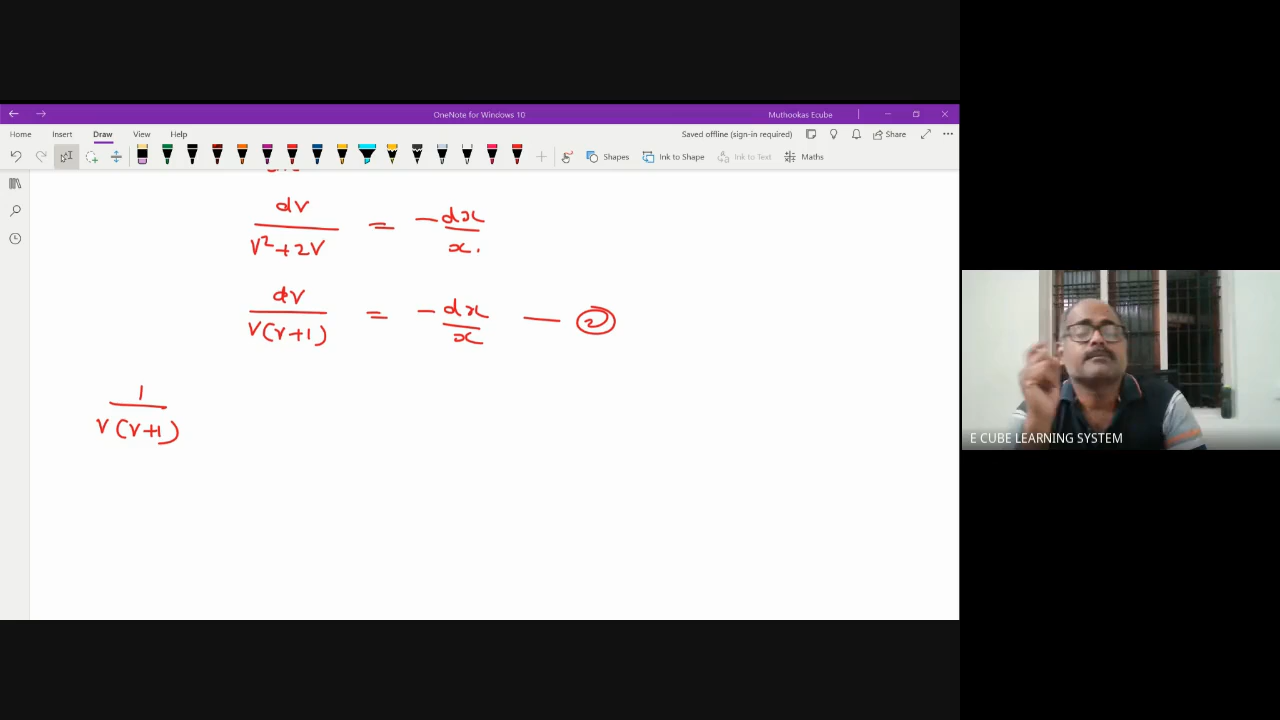 OneNote for Windows 10
Muthookas Ecube
Home Insert Draw View Help
Saved offline (sign-in required) Share
Shapes Ink to Shape Ink to Text Maths
dv/(v²+2v) = -dx/x.
dv/(v(v+1)) = -dx/x — ②
1/(v(v+1))
E CUBE LEARNING SYSTEM